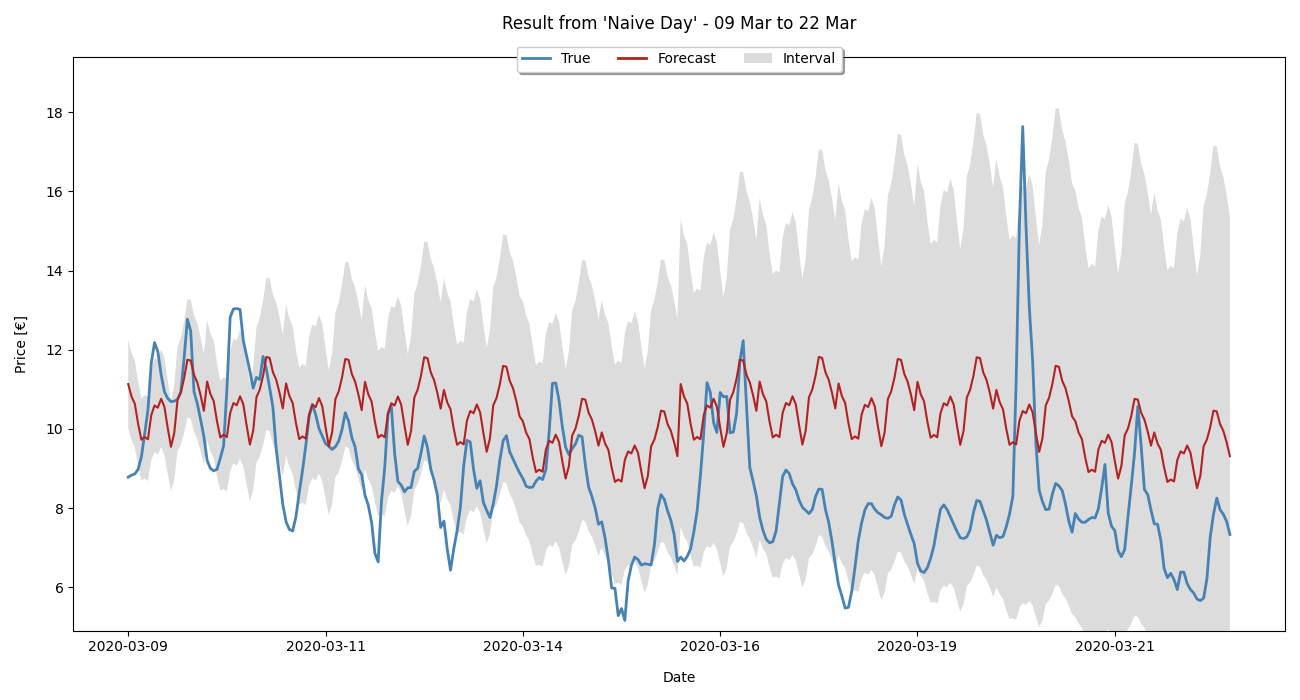 Result from 'Naive Day' - 09 Mar to 22 Mar
True Forecast Interval
18
16
14
12
10
8
6
Price [€]
2020-03-09 2020-03-11 2020-03-14 2020-03-16 2020-03-19 2020-03-21
Date